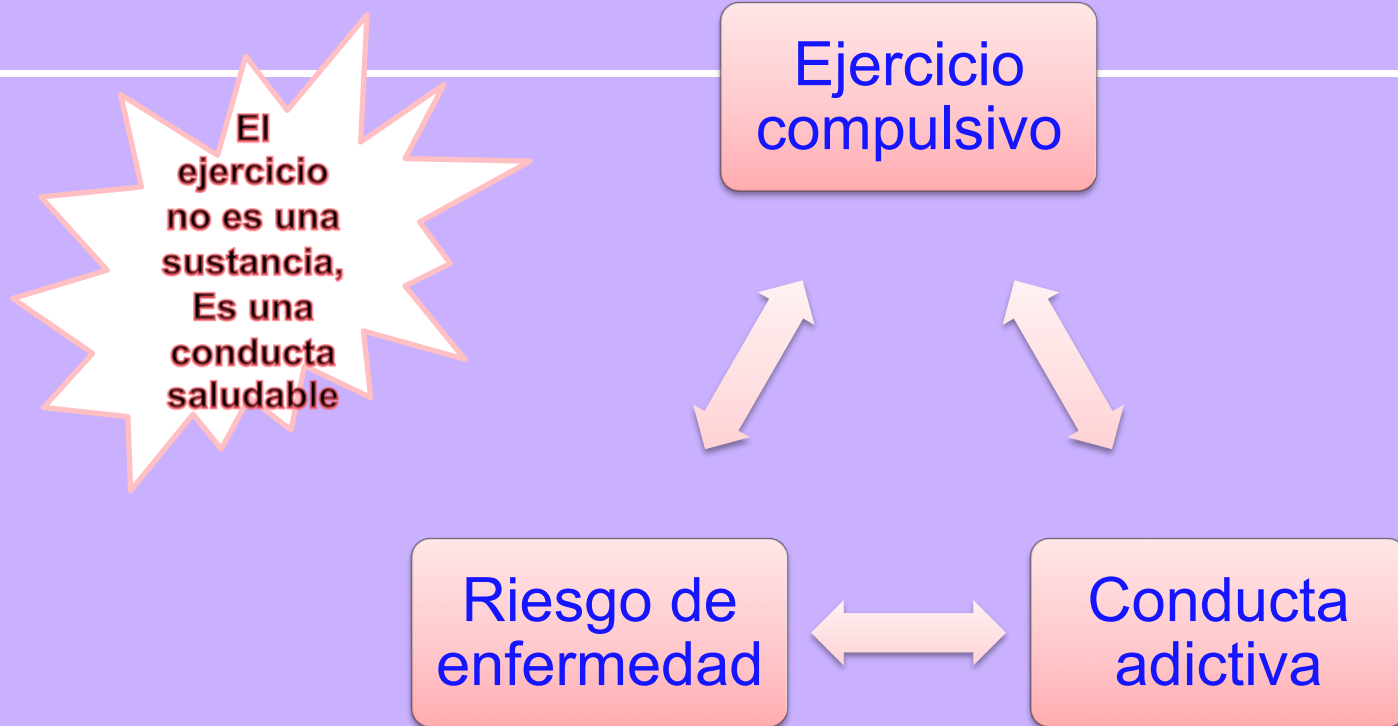 El
ejercicio
no es una
sustancia,
Es una
conducta
saludable
Ejercicio
compulsivo
Riesgo de
enfermedad
Conducta
adictiva